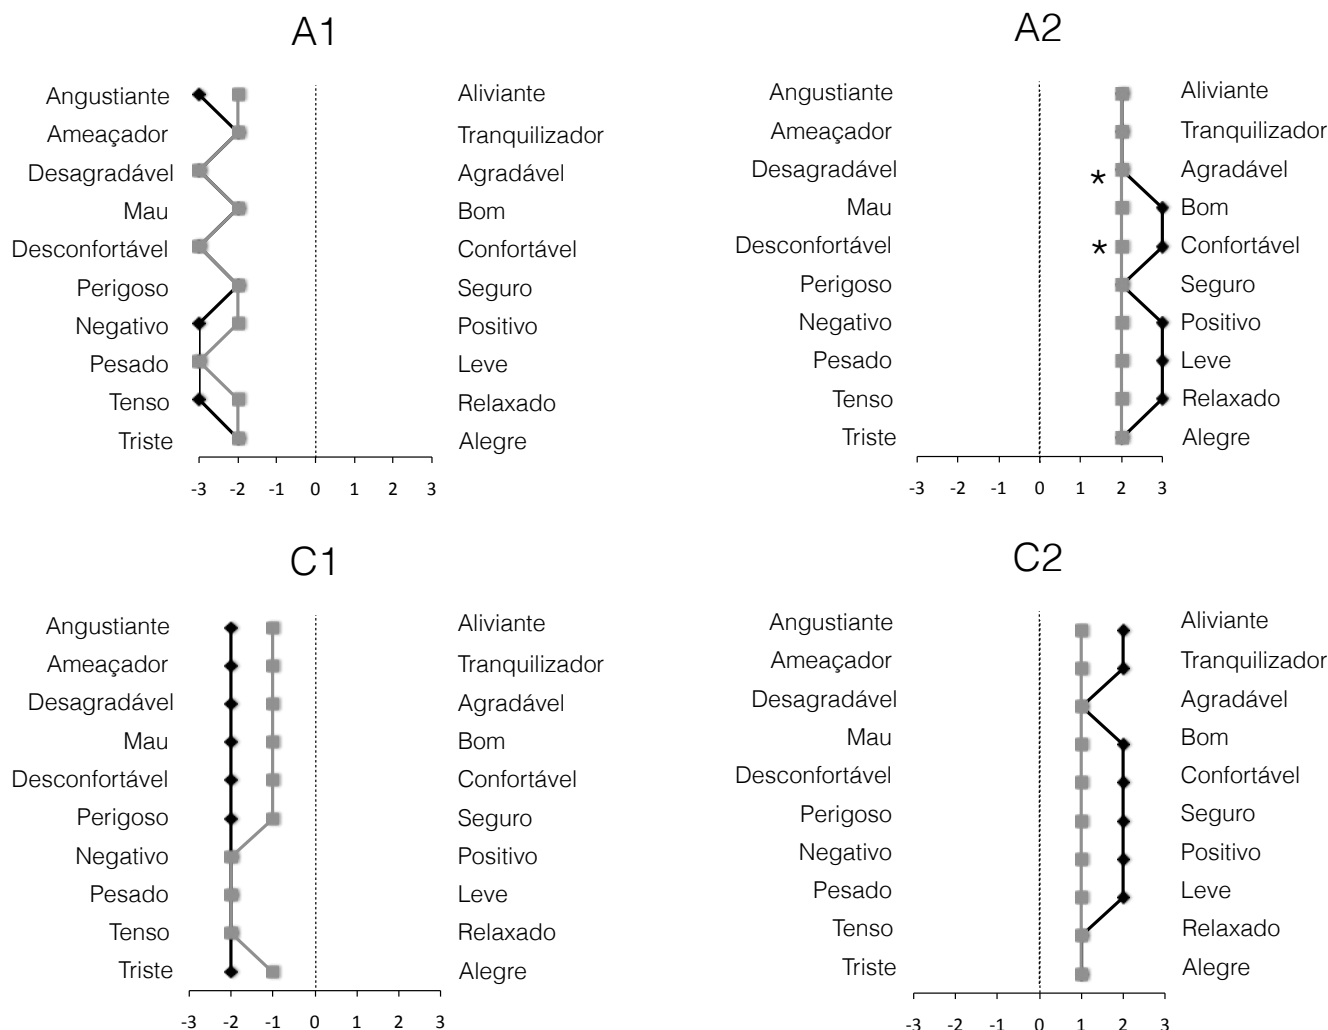 A1
Angustiante Aliviante
Ameaçador Tranquilizador
Desagradável Agradável
Mau Bom
Desconfortável Confortável
Perigoso Seguro
Negativo Positivo
Pesado Leve
Tenso Relaxado
Triste Alegre
-3 -2 -1 0 1 2 3
A2
Angustiante Aliviante
Ameaçador Tranquilizador
Desagradável * Agradável
Mau Bom
Desconfortável * Confortável
Perigoso Seguro
Negativo Positivo
Pesado Leve
Tenso Relaxado
Triste Alegre
-3 -2 -1 0 1 2 3
C1
Angustiante Aliviante
Ameaçador Tranquilizador
Desagradável Agradável
Mau Bom
Desconfortável Confortável
Perigoso Seguro
Negativo Positivo
Pesado Leve
Tenso Relaxado
Triste Alegre
-3 -2 -1 0 1 2 3
C2
Angustiante Aliviante
Ameaçador Tranquilizador
Desagradável Agradável
Mau Bom
Desconfortável Confortável
Perigoso Seguro
Negativo Positivo
Pesado Leve
Tenso Relaxado
Triste Alegre
-3 -2 -1 0 1 2 3